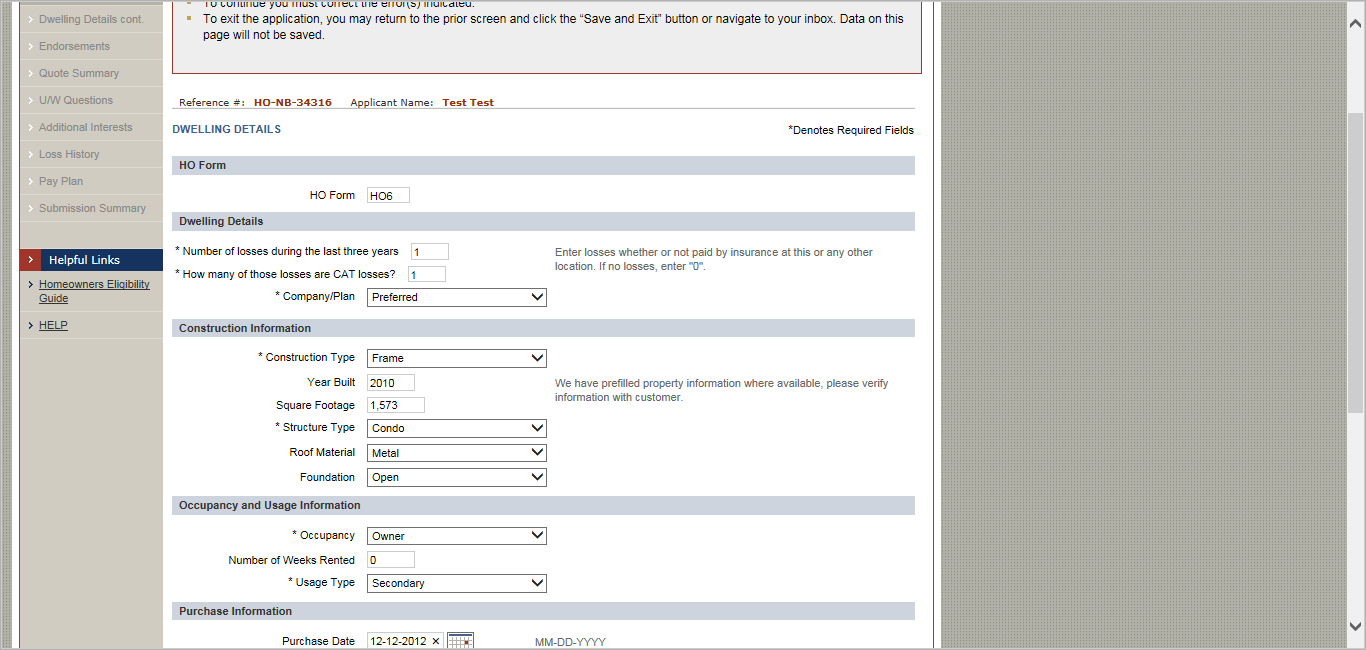 To continue you must correct the error(s) indicated.
To exit the application, you may return to the prior screen and click the “Save and Exit” button or navigate to your inbox. Data on this
page will not be saved.
Dwelling Details cont.
Endorsements
Quote Summary
U/W Questions
Additional Interests
Loss History
Pay Plan
Submission Summary
Helpful Links
Homeowners Eligibility
Guide
HELP
Reference #: HO-NB-34316 Applicant Name: Test Test
DWELLING DETAILS
*Denotes Required Fields
HO Form
HO Form HO6
Dwelling Details
* Number of losses during the last three years 1
Enter losses whether or not paid by insurance at this or any other
location. If no losses, enter "0".
* How many of those losses are CAT losses? 1
* Company/Plan Preferred
Construction Information
* Construction Type Frame
Year Built 2010
We have prefilled property information where available, please verify
information with customer.
Square Footage 1,573
* Structure Type Condo
Roof Material Metal
Foundation Open
Occupancy and Usage Information
* Occupancy Owner
Number of Weeks Rented 0
* Usage Type Secondary
Purchase Information
Purchase Date 12-12-2012 × MM-DD-YYYY